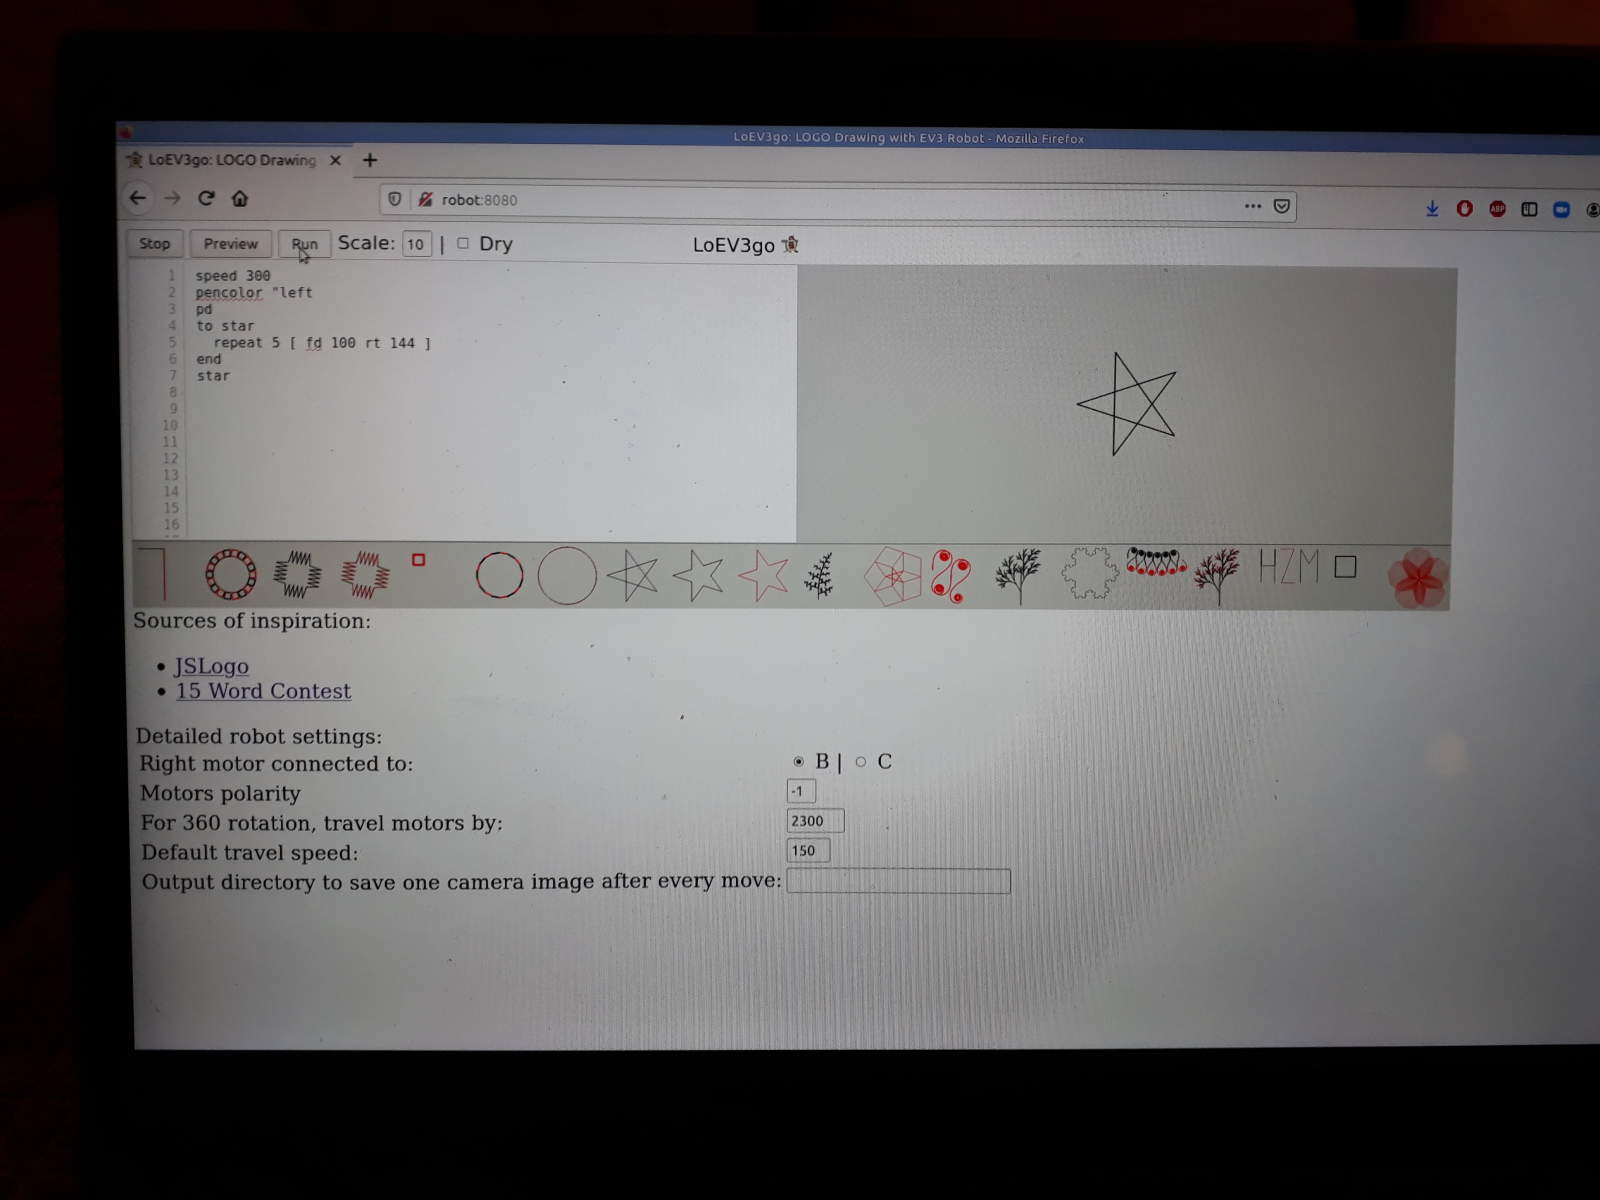 LoEV3go: LOGO Drawing with EV3 Robot - Mozilla Firefox
LoEV3go: LOGO Drawing
robot:8080
ABP
Stop Preview Run Scale: 10 | Dry LoEV3go
1 speed 300
2 pencolor "left
3 pd
4 to star
5 repeat 5 [ fd 100 rt 144 ]
6 end
7 star
8
9
10
11
12
13
14
15
16
HZM
Sources of inspiration:
JSLogo
15 Word Contest
Detailed robot settings:
Right motor connected to: B | C
Motors polarity -1
For 360 rotation, travel motors by: 2300
Default travel speed: 150
Output directory to save one camera image after every move: